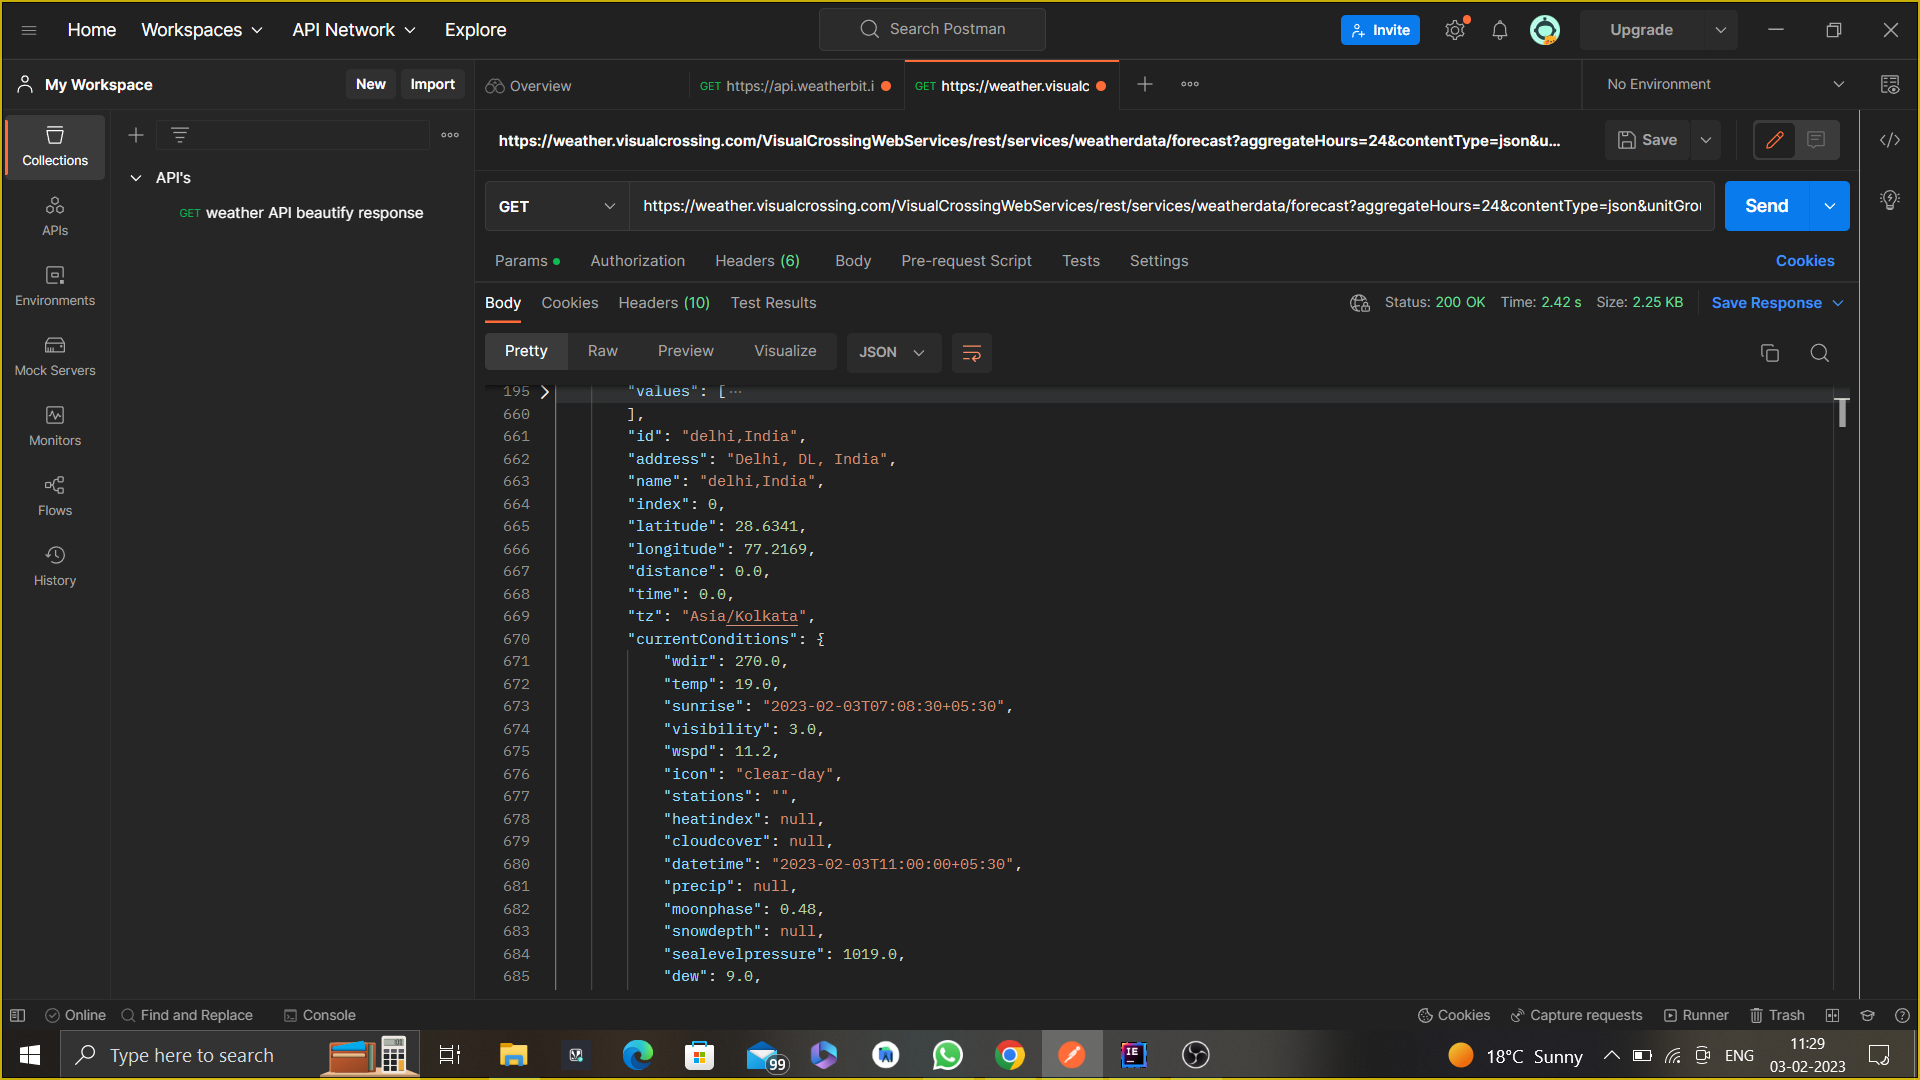 Home Workspaces API Network Explore Search Postman Invite Upgrade
My Workspace New Import Overview GET https://api.weatherbit.i GET https://weather.visualc No Environment
Collections
APIs
Environments
Mock Servers
Monitors
Flows
History
API's
GET weather API beautify response
https://weather.visualcrossing.com/VisualCrossingWebServices/rest/services/weatherdata/forecast?aggregateHours=24&contentType=json&u... Save
GET https://weather.visualcrossing.com/VisualCrossingWebServices/rest/services/weatherdata/forecast?aggregateHours=24&contentType=json&unitGrou Send
Params Authorization Headers (6) Body Pre-request Script Tests Settings Cookies
Body Cookies Headers (10) Test Results Status: 200 OK Time: 2.42 s Size: 2.25 KB Save Response
Pretty Raw Preview Visualize JSON
195 "values": [ ...
660 ],
661 "id": "delhi,India",
662 "address": "Delhi, DL, India",
663 "name": "delhi,India",
664 "index": 0,
665 "latitude": 28.6341,
666 "longitude": 77.2169,
667 "distance": 0.0,
668 "time": 0.0,
669 "tz": "Asia/Kolkata",
670 "currentConditions": {
671 "wdir": 270.0,
672 "temp": 19.0,
673 "sunrise": "2023-02-03T07:08:30+05:30",
674 "visibility": 3.0,
675 "wspd": 11.2,
676 "icon": "clear-day",
677 "stations": "",
678 "heatindex": null,
679 "cloudcover": null,
680 "datetime": "2023-02-03T11:00:00+05:30",
681 "precip": null,
682 "moonphase": 0.48,
683 "snowdepth": null,
684 "sealevelpressure": 1019.0,
685 "dew": 9.0,
Online Find and Replace Console Cookies Capture requests Runner Trash
Type here to search 99 IE 18°C Sunny ENG 11:29
03-02-2023